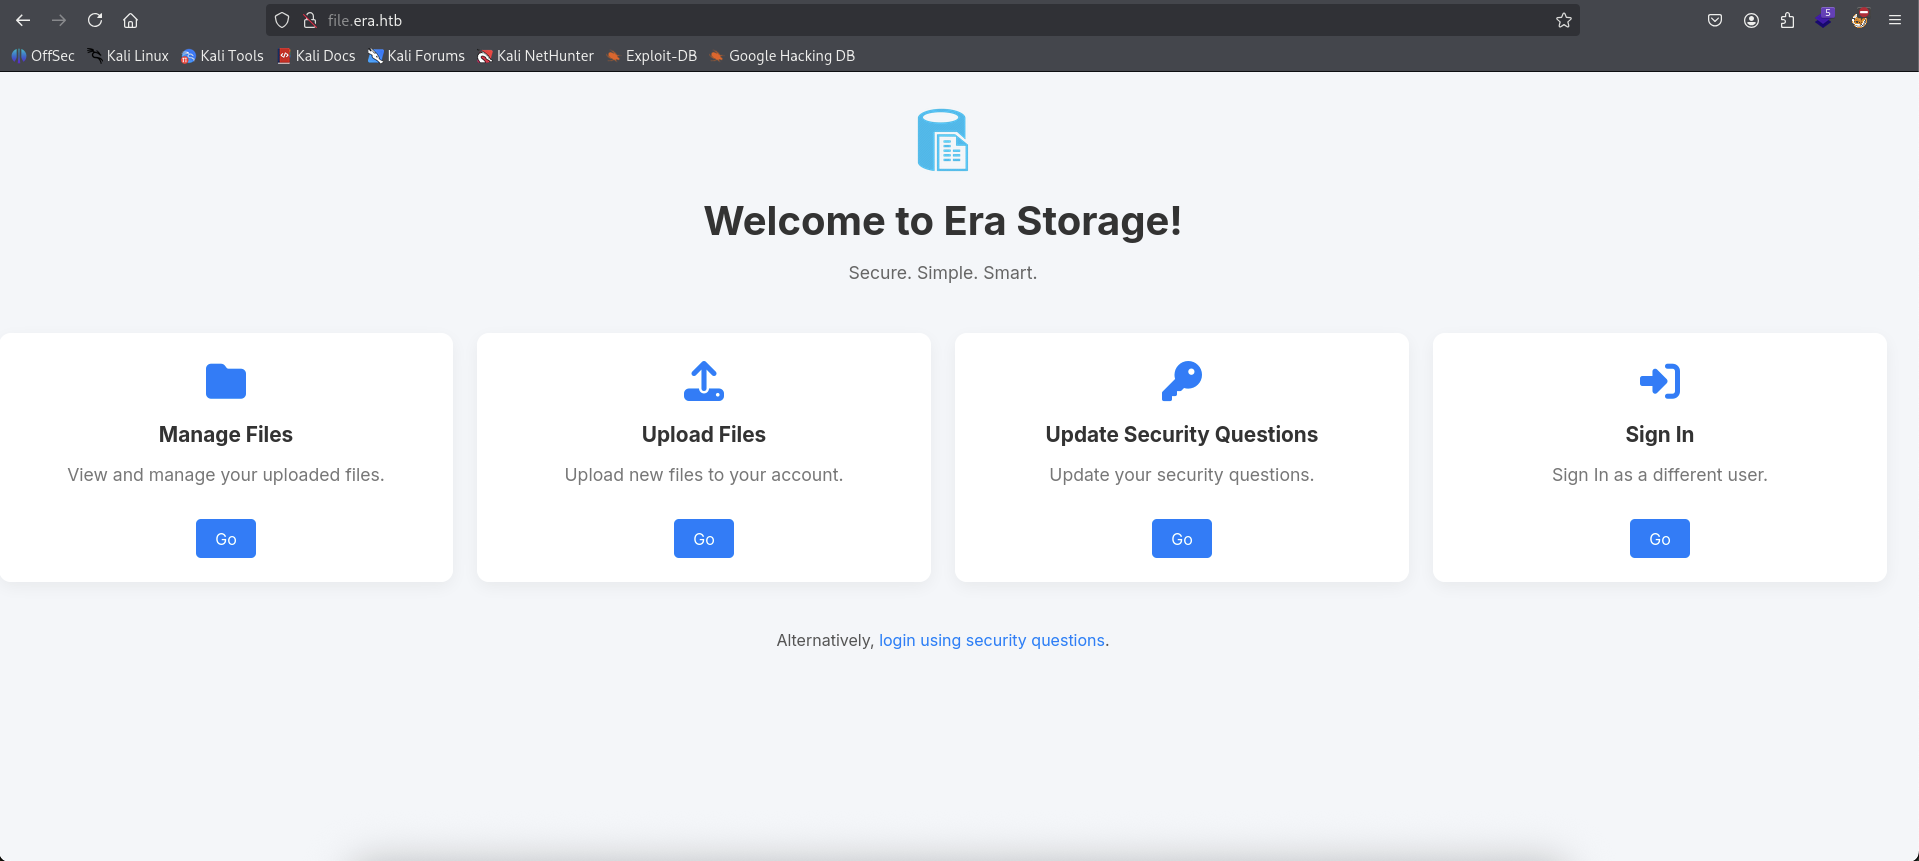 file.era.htb
5
OffSec Kali Linux Kali Tools Kali Docs Kali Forums Kali NetHunter Exploit-DB Google Hacking DB
Welcome to Era Storage!
Secure. Simple. Smart.
Manage Files
View and manage your uploaded files.
Go
Upload Files
Upload new files to your account.
Go
Update Security Questions
Update your security questions.
Go
Sign In
Sign In as a different user.
Go
Alternatively, login using security questions.